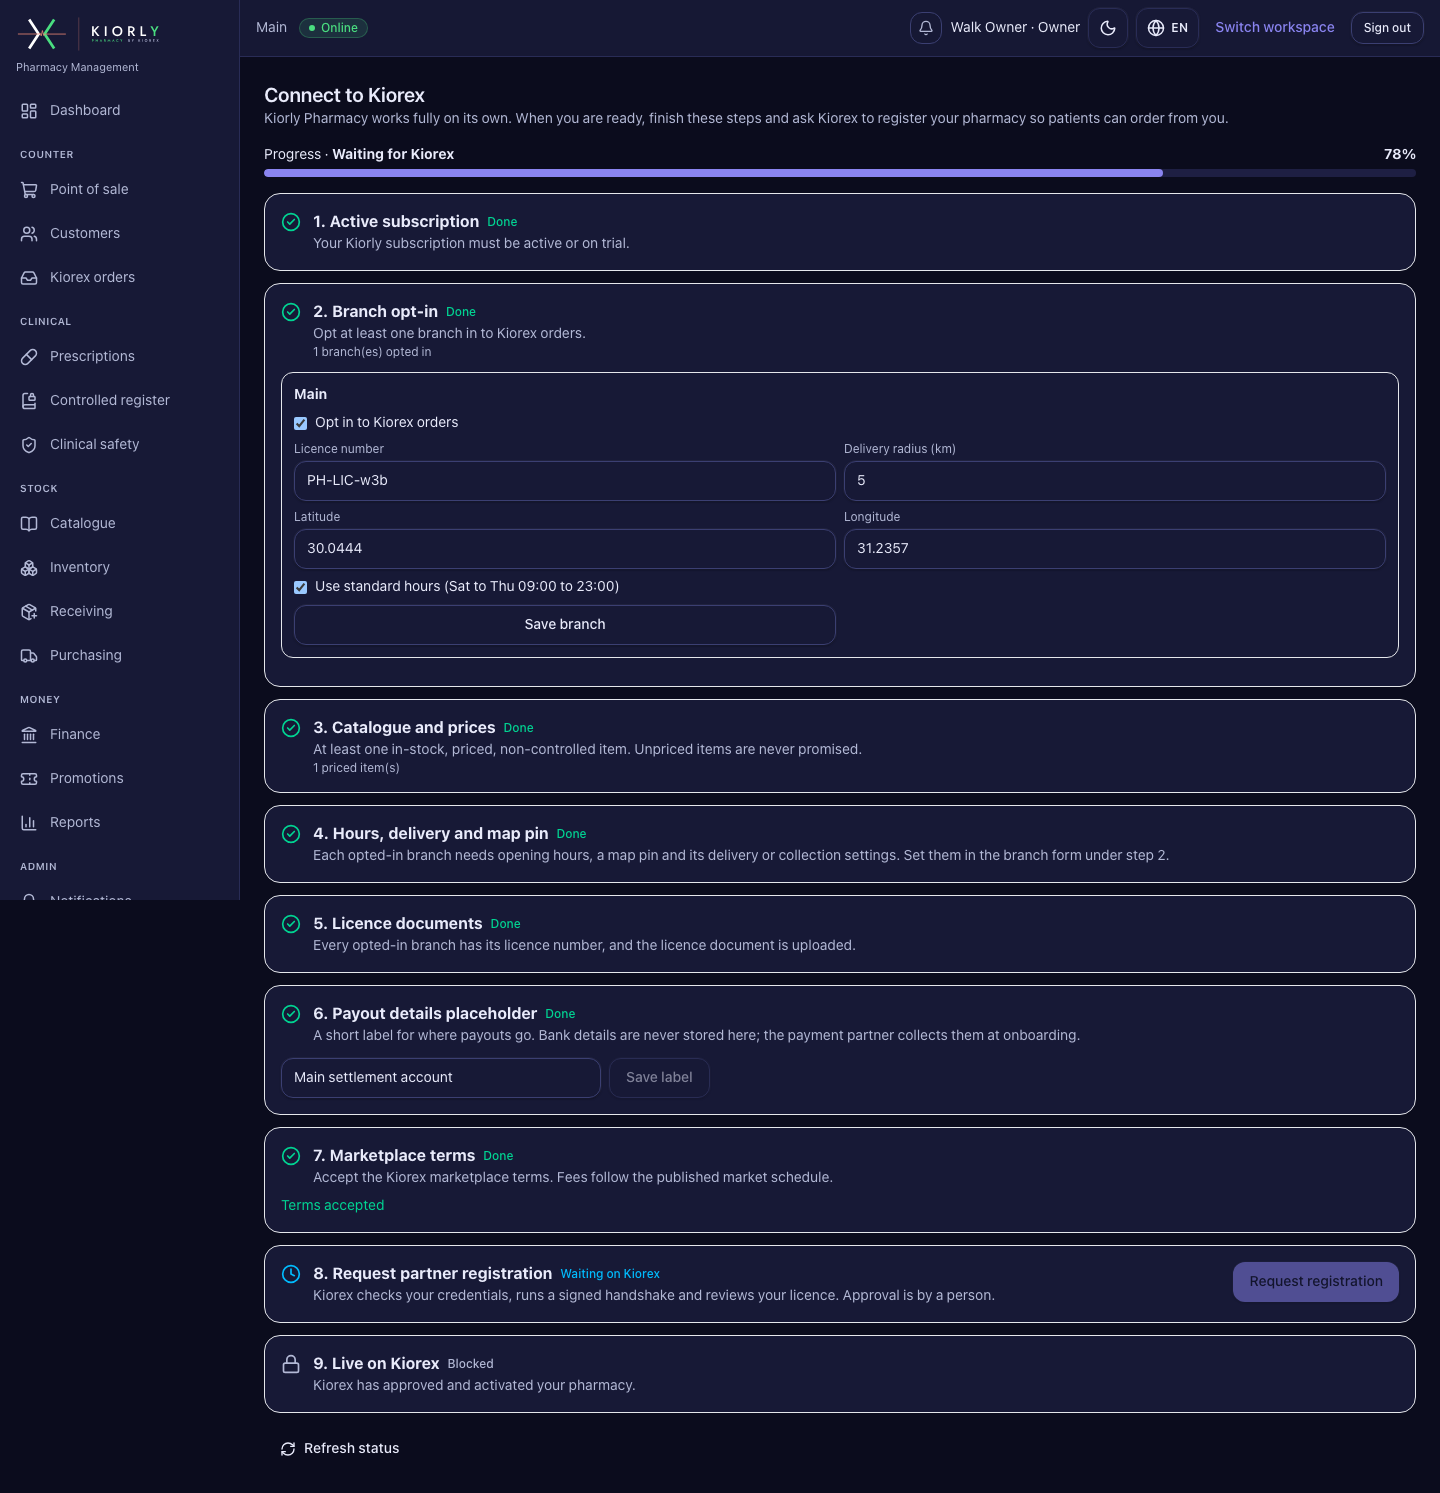 KIORLY
PHARMACY BY KIOREX
Pharmacy Management
Main
Online
Walk Owner · Owner
EN
Switch workspace
Sign out
Dashboard
COUNTER
Point of sale
Customers
Kiorex orders
CLINICAL
Prescriptions
Controlled register
Clinical safety
STOCK
Catalogue
Inventory
Receiving
Purchasing
MONEY
Finance
Promotions
Reports
ADMIN
Notifications
Connect to Kiorex
Kiorly Pharmacy works fully on its own. When you are ready, finish these steps and ask Kiorex to register your pharmacy so patients can order from you.
Progress · Waiting for Kiorex
78%
1. Active subscription Done
Your Kiorly subscription must be active or on trial.
2. Branch opt-in Done
Opt at least one branch in to Kiorex orders.
1 branch(es) opted in
Main
Opt in to Kiorex orders
Licence number
PH-LIC-w3b
Delivery radius (km)
5
Latitude
30.0444
Longitude
31.2357
Use standard hours (Sat to Thu 09:00 to 23:00)
Save branch
3. Catalogue and prices Done
At least one in-stock, priced, non-controlled item. Unpriced items are never promised.
1 priced item(s)
4. Hours, delivery and map pin Done
Each opted-in branch needs opening hours, a map pin and its delivery or collection settings. Set them in the branch form under step 2.
5. Licence documents Done
Every opted-in branch has its licence number, and the licence document is uploaded.
6. Payout details placeholder Done
A short label for where payouts go. Bank details are never stored here; the payment partner collects them at onboarding.
Main settlement account
Save label
7. Marketplace terms Done
Accept the Kiorex marketplace terms. Fees follow the published market schedule.
Terms accepted
8. Request partner registration Waiting on Kiorex
Kiorex checks your credentials, runs a signed handshake and reviews your licence. Approval is by a person.
Request registration
9. Live on Kiorex Blocked
Kiorex has approved and activated your pharmacy.
Refresh status